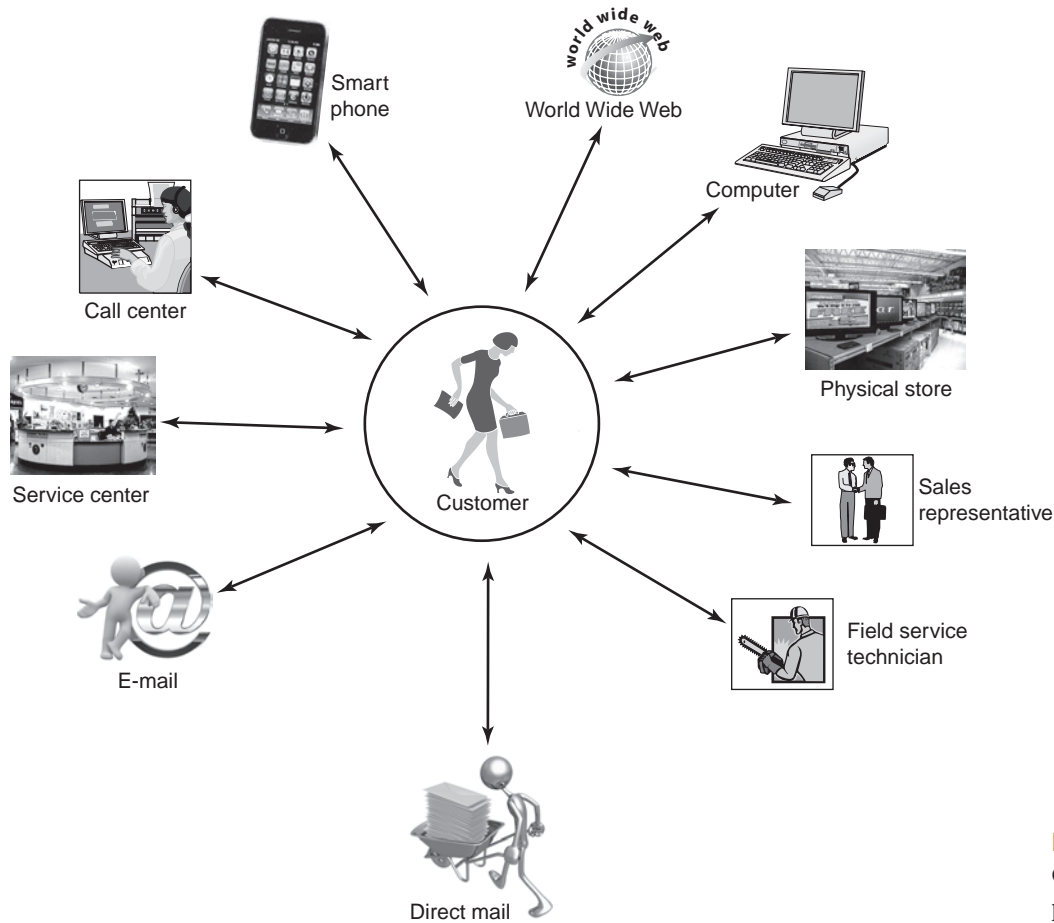 world wide web
Smart
phone
World Wide Web
Computer
Call center
Physical store
Service center
Customer
Sales
representative
E-mail
Field service
technician
Direct mail